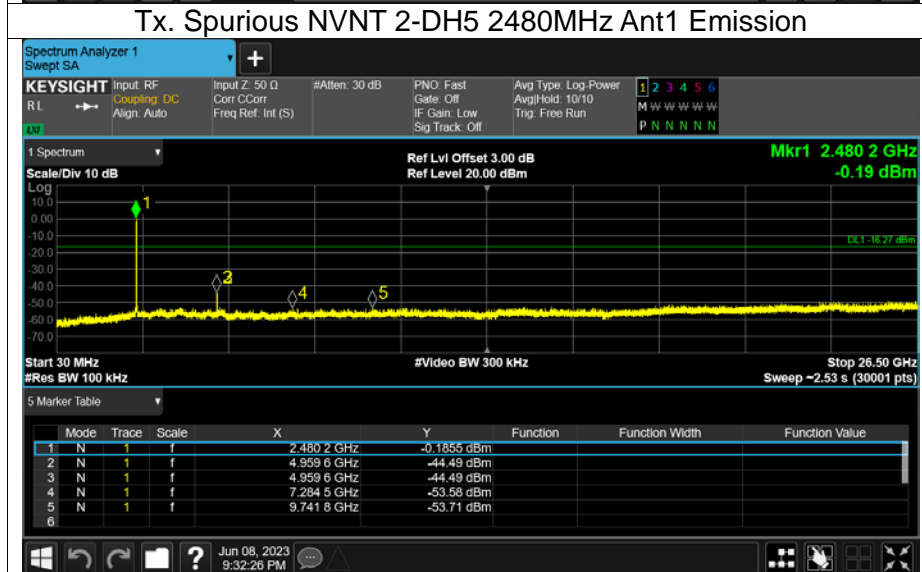 Tx. Spurious NVNT 2-DH5 2480MHz Ant1 Emission
Spectrum Analyzer 1
Swept SA
+
KEYSIGHT Input: RF Input Z: 50 Ω #Atten: 30 dB PNO: Fast Avg Type: Log-Power 1 2 3 4 5 6
R L Coupling: DC Corr CCorr Gate: Off Avg|Hold: 10/10 M W W W W W
Align: Auto Freq Ref: Int (S) IF Gain: Low Trig: Free Run
LXI Sig Track: Off P N N N N N
1 Spectrum Ref Lvl Offset 3.00 dB Mkr1 2.480 2 GHz
Scale/Div 10 dB Ref Level 20.00 dBm -0.19 dBm
Log
10.0
1
0.00
-10.0
DL1 -16.27 dBm
-20.0
-30.0
3
-40.0
4 5
-50.0
-60.0
-70.0
Start 30 MHz #Video BW 300 kHz Stop 26.50 GHz
#Res BW 100 kHz Sweep ~2.53 s (30001 pts)
5 Marker Table
Mode Trace Scale X Y Function Function Width Function Value
1 N 1 f 2.480 2 GHz -0.1855 dBm
2 N 1 f 4.959 6 GHz -44.49 dBm
3 N 1 f 4.959 6 GHz -44.49 dBm
4 N 1 f 7.284 5 GHz -53.58 dBm
5 N 1 f 9.741 8 GHz -53.71 dBm
6
? Jun 08, 2023
9:32:26 PM